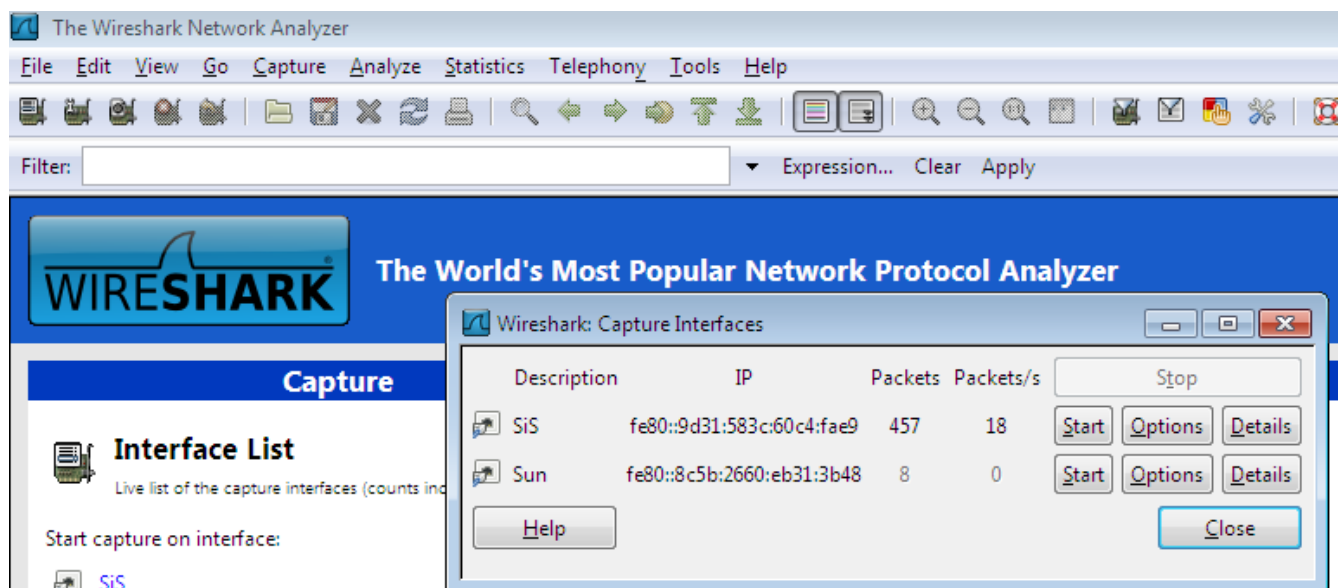 The Wireshark Network Analyzer
File Edit View Go Capture Analyze Statistics Telephony Tools Help
Filter: Expression... Clear Apply
WIRESHARK The World's Most Popular Network Protocol Analyzer
Wireshark: Capture Interfaces
Description IP Packets Packets/s Stop
SiS fe80::9d31:583c:60c4:fae9 457 18 Start Options Details
Sun fe80::8c5b:2660:eb31:3b48 8 0 Start Options Details
Help Close
Capture
Interface List
Live list of the capture interfaces (counts inc
Start capture on interface:
SiS